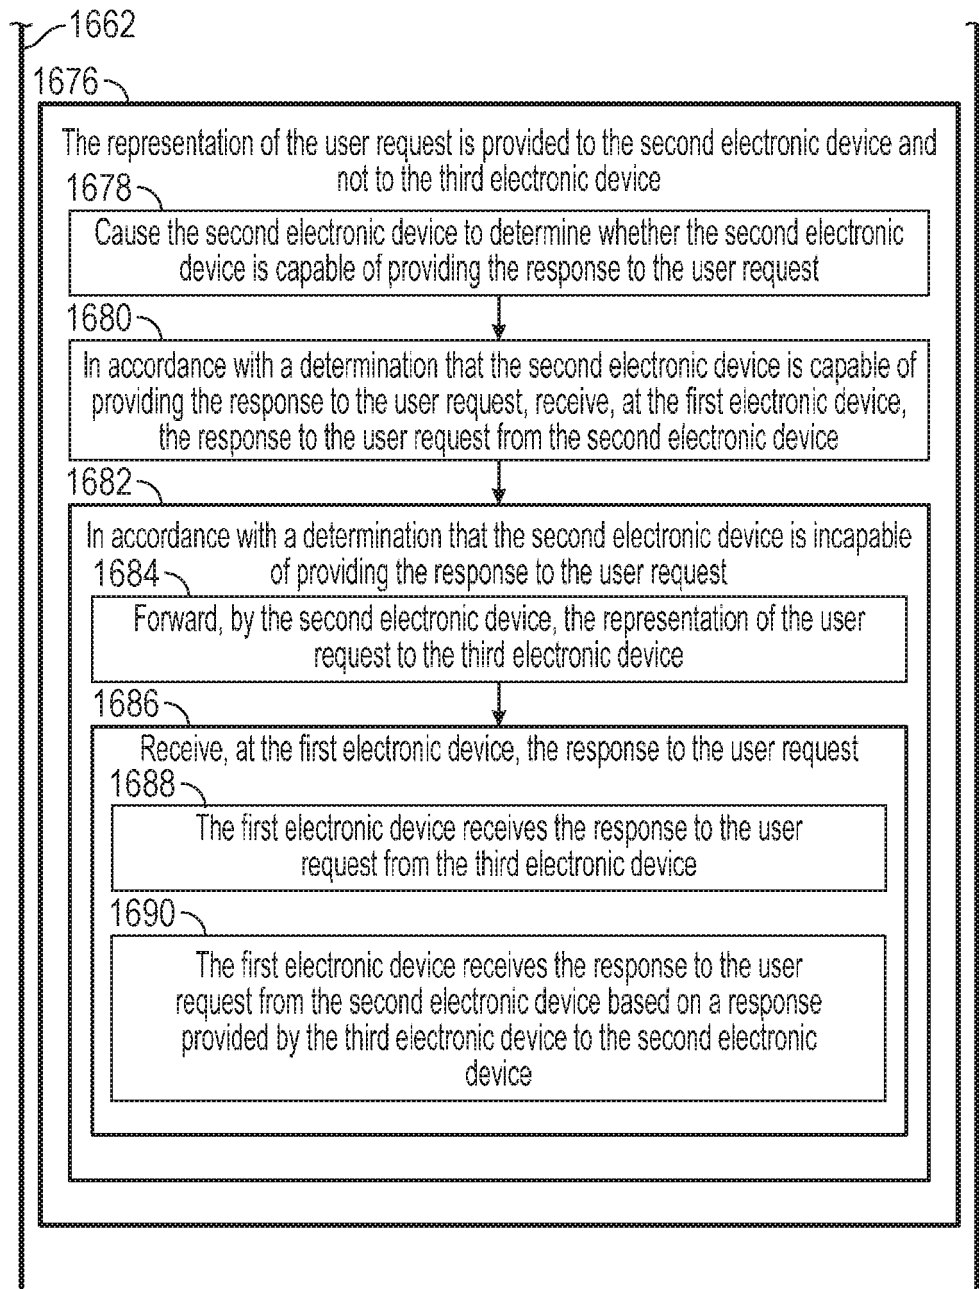 1662
1676
The representation of the user request is provided to the second electronic device and
not to the third electronic device
1678
Cause the second electronic device to determine whether the second electronic
device is capable of providing the response to the user request
1680
In accordance with a determination that the second electronic device is capable of
providing the response to the user request, receive, at the first electronic device,
the response to the user request from the second electronic device
1682
In accordance with a determination that the second electronic device is incapable
of providing the response to the user request
1684
Forward, by the second electronic device, the representation of the user
request to the third electronic device
1686
Receive, at the first electronic device, the response to the user request
1688
The first electronic device receives the response to the user
request from the third electronic device
1690
The first electronic device receives the response to the user
request from the second electronic device based on a response
provided by the third electronic device to the second electronic
device